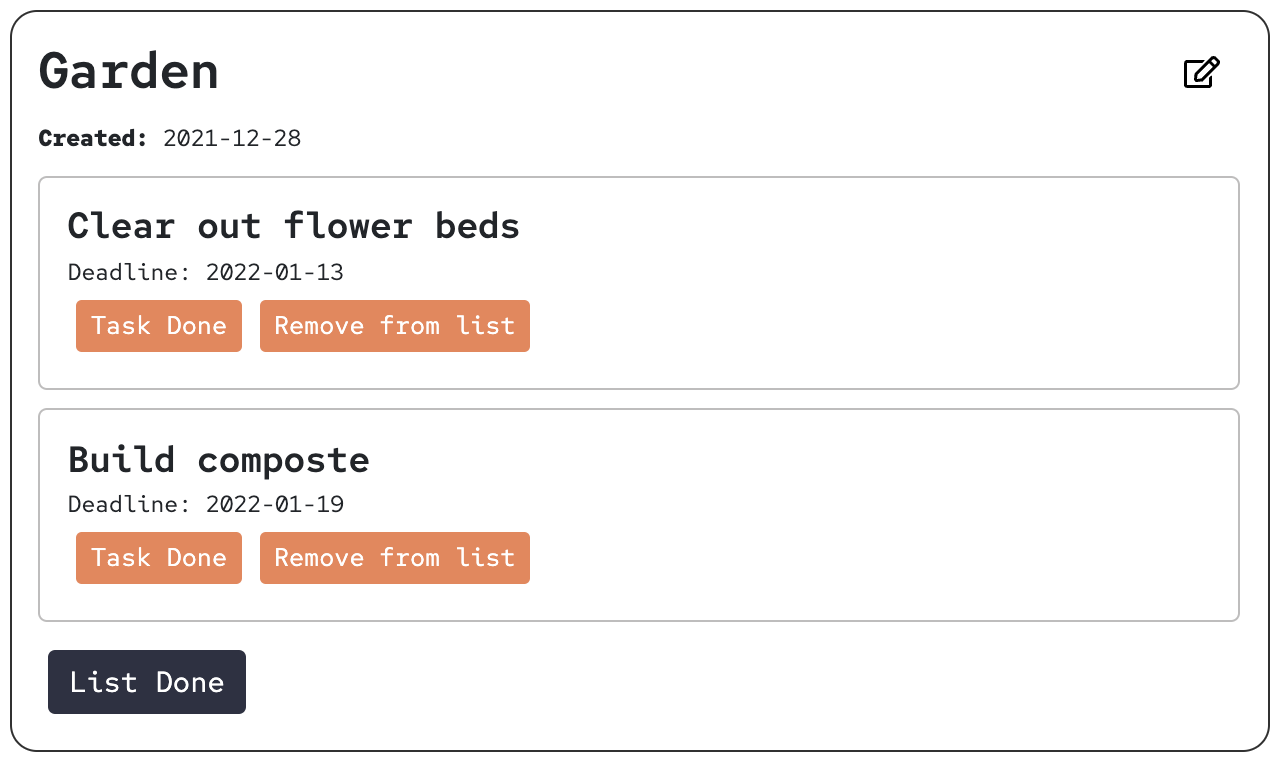 Garden
Created: 2021-12-28
Clear out flower beds
Deadline: 2022-01-13
Task Done Remove from list
Build composte
Deadline: 2022-01-19
Task Done Remove from list
List Done